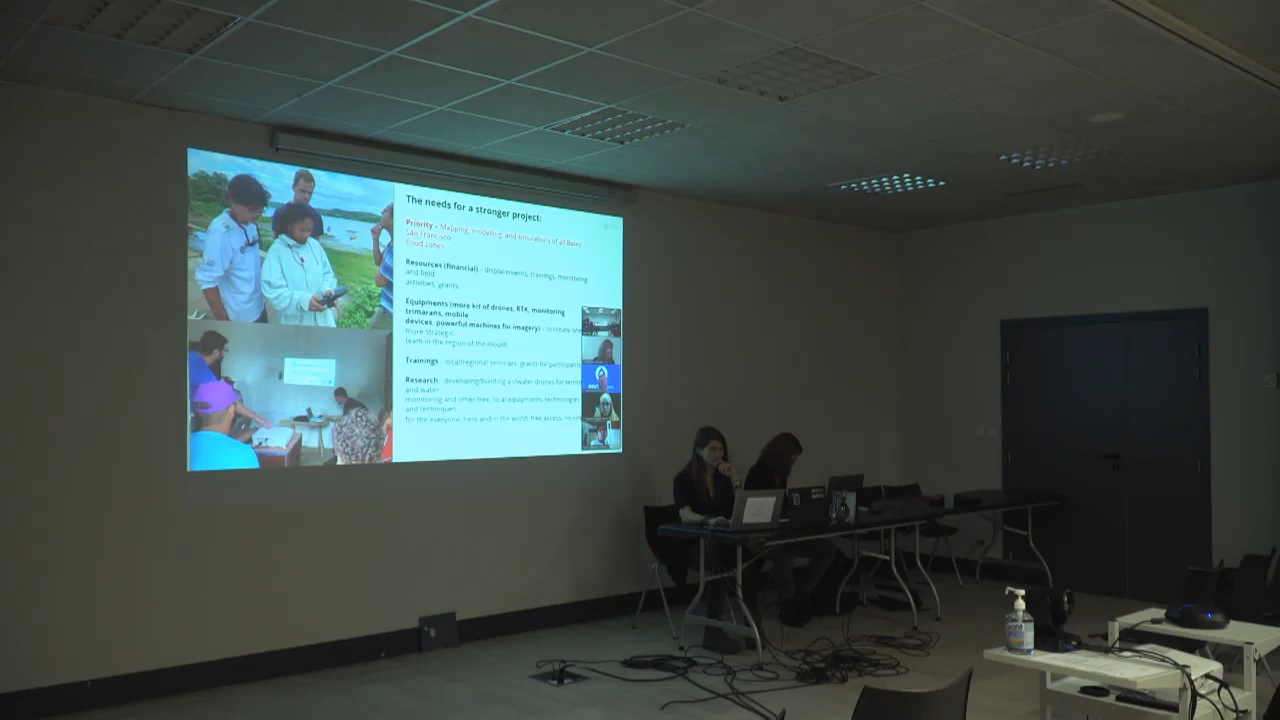 The needs for a stronger project:
Priority – Mapping, modelling, and simulations of all Baixo
São Francisco
Food zones
Resources (financial) - displacements, trainings, monitoring
and field
activities, grants.
Equipments (more kit of drones, RTK, monitoring
trimarans, mobile
devices, powerful machines for imagery) - to create one
more strategic
team in the region of the mouth
Trainings - local/regional seminars, grants for participants
Research - developing/building air/water drones for
and water
monitoring and other free, local equipments, technologies
and techniques
for the everyone, here and in the world, free access, no